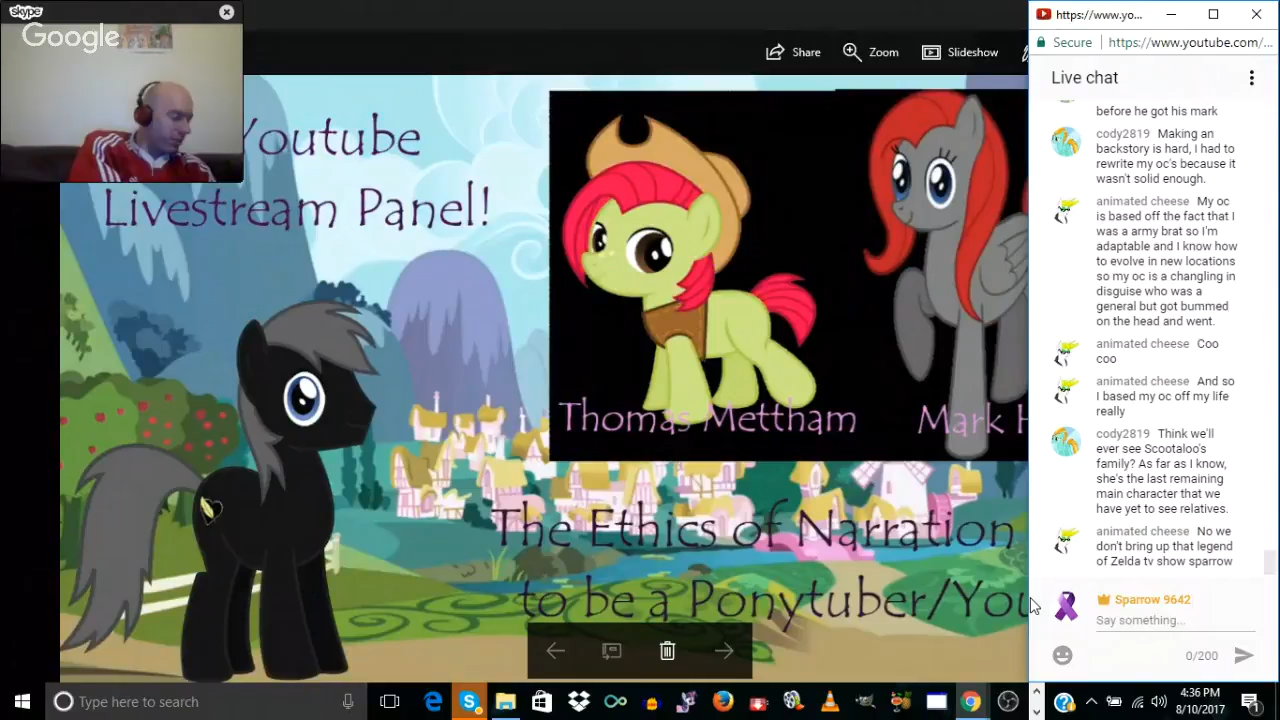 skype
Google
Share
Zoom
Slideshow
Youtube
Livestream Panel!
Thomas Mettham
Mark H
The Ethics of Narration
to be a Ponytuber/You
https://www.yo...
Secure
https://www.youtube.com/...
Live chat
before he got his mark
cody2819 Making an
backstory is hard, I had to
rewrite my oc's because it
wasn't solid enough.
animated cheese My oc
is based off the fact that I
was a army brat so I'm
adaptable and I know how
to evolve in new locations
so my oc is a changling in
disguise who was a
general but got bummed
on the head and went.
animated cheese Coo
coo
animated cheese And so
I based my oc off my life
really
cody2819 Think we'll
ever see Scootaloo's
family? As far as I know,
she's the last remaining
main character that we
have yet to see relatives.
animated cheese No we
don't bring up that legend
of Zelda tv show sparrow
Sparrow 9642
Say something...
0/200
Type here to search
4:36 PM
8/10/2017
1